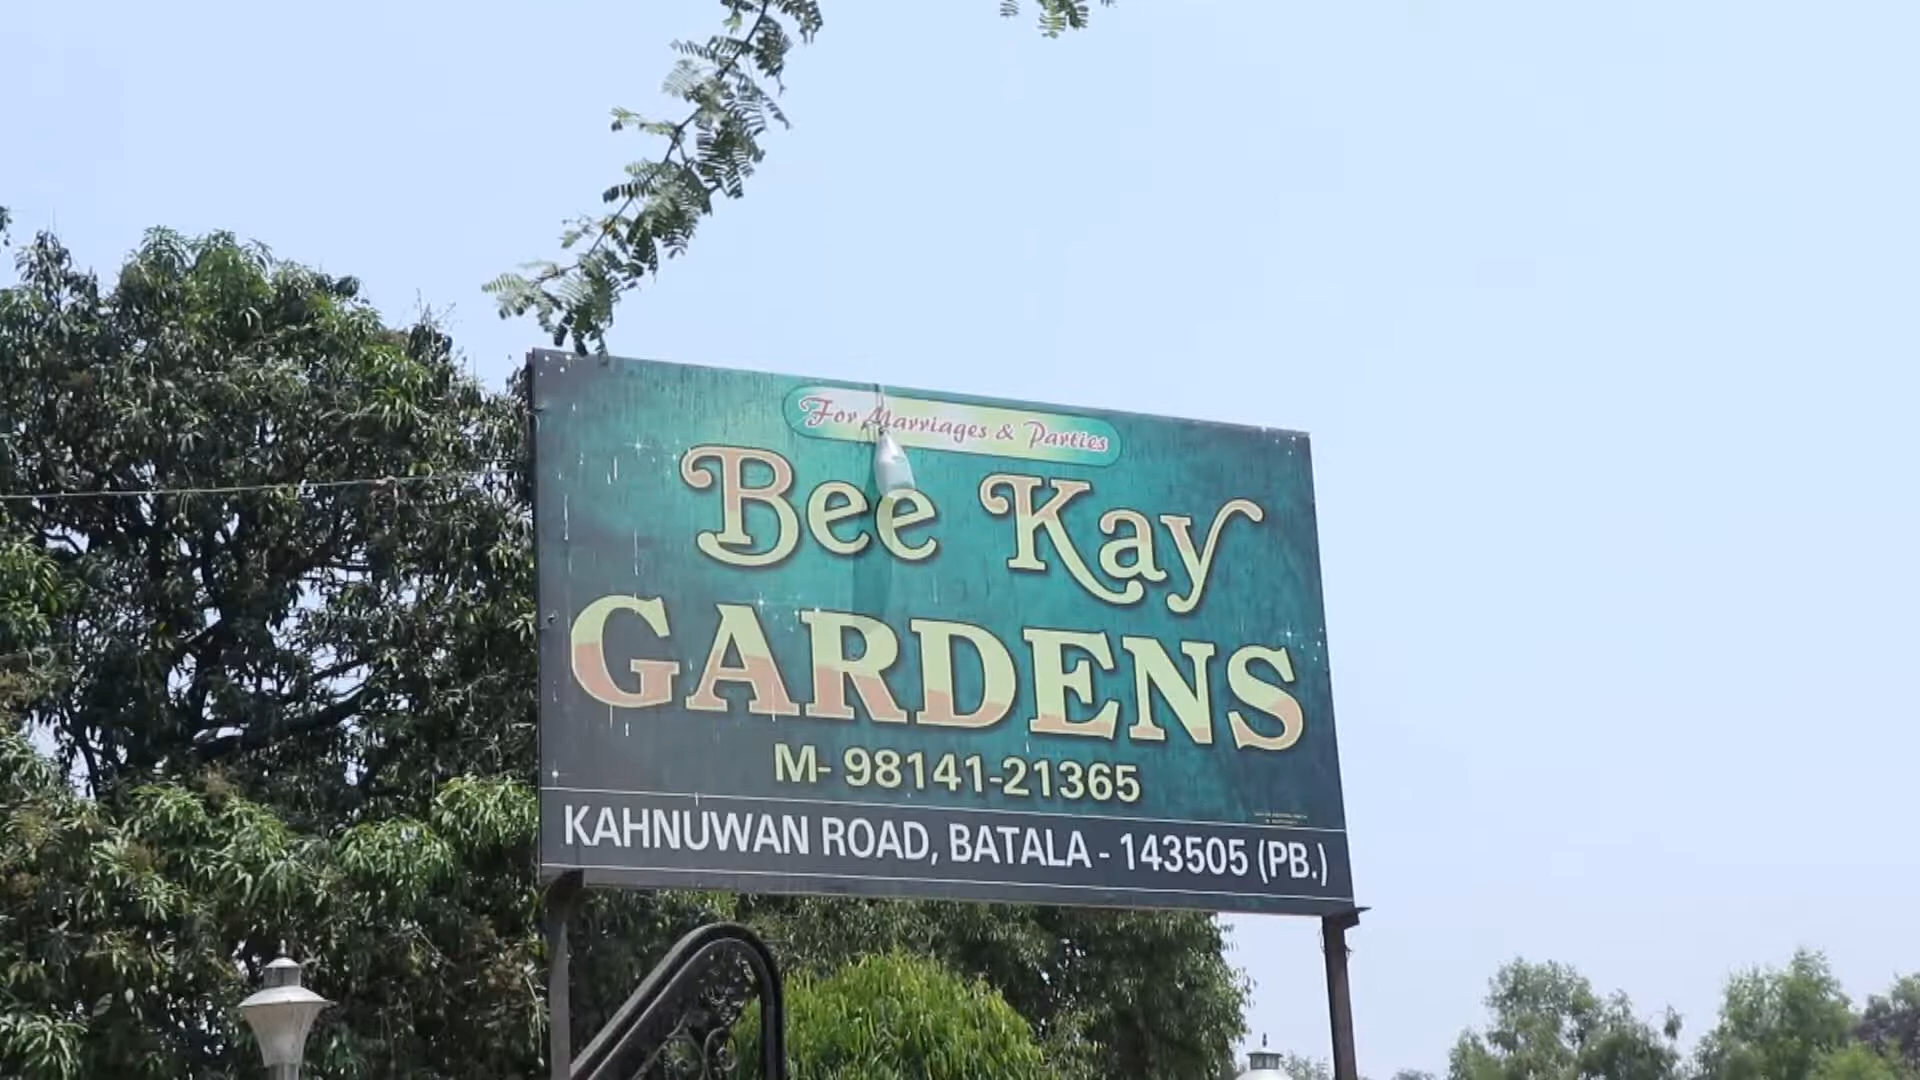 For Marriages & Parties
Bee Kay
GARDENS
M- 98141-21365
KAHNUWAN ROAD, BATALA - 143505 (PB.)